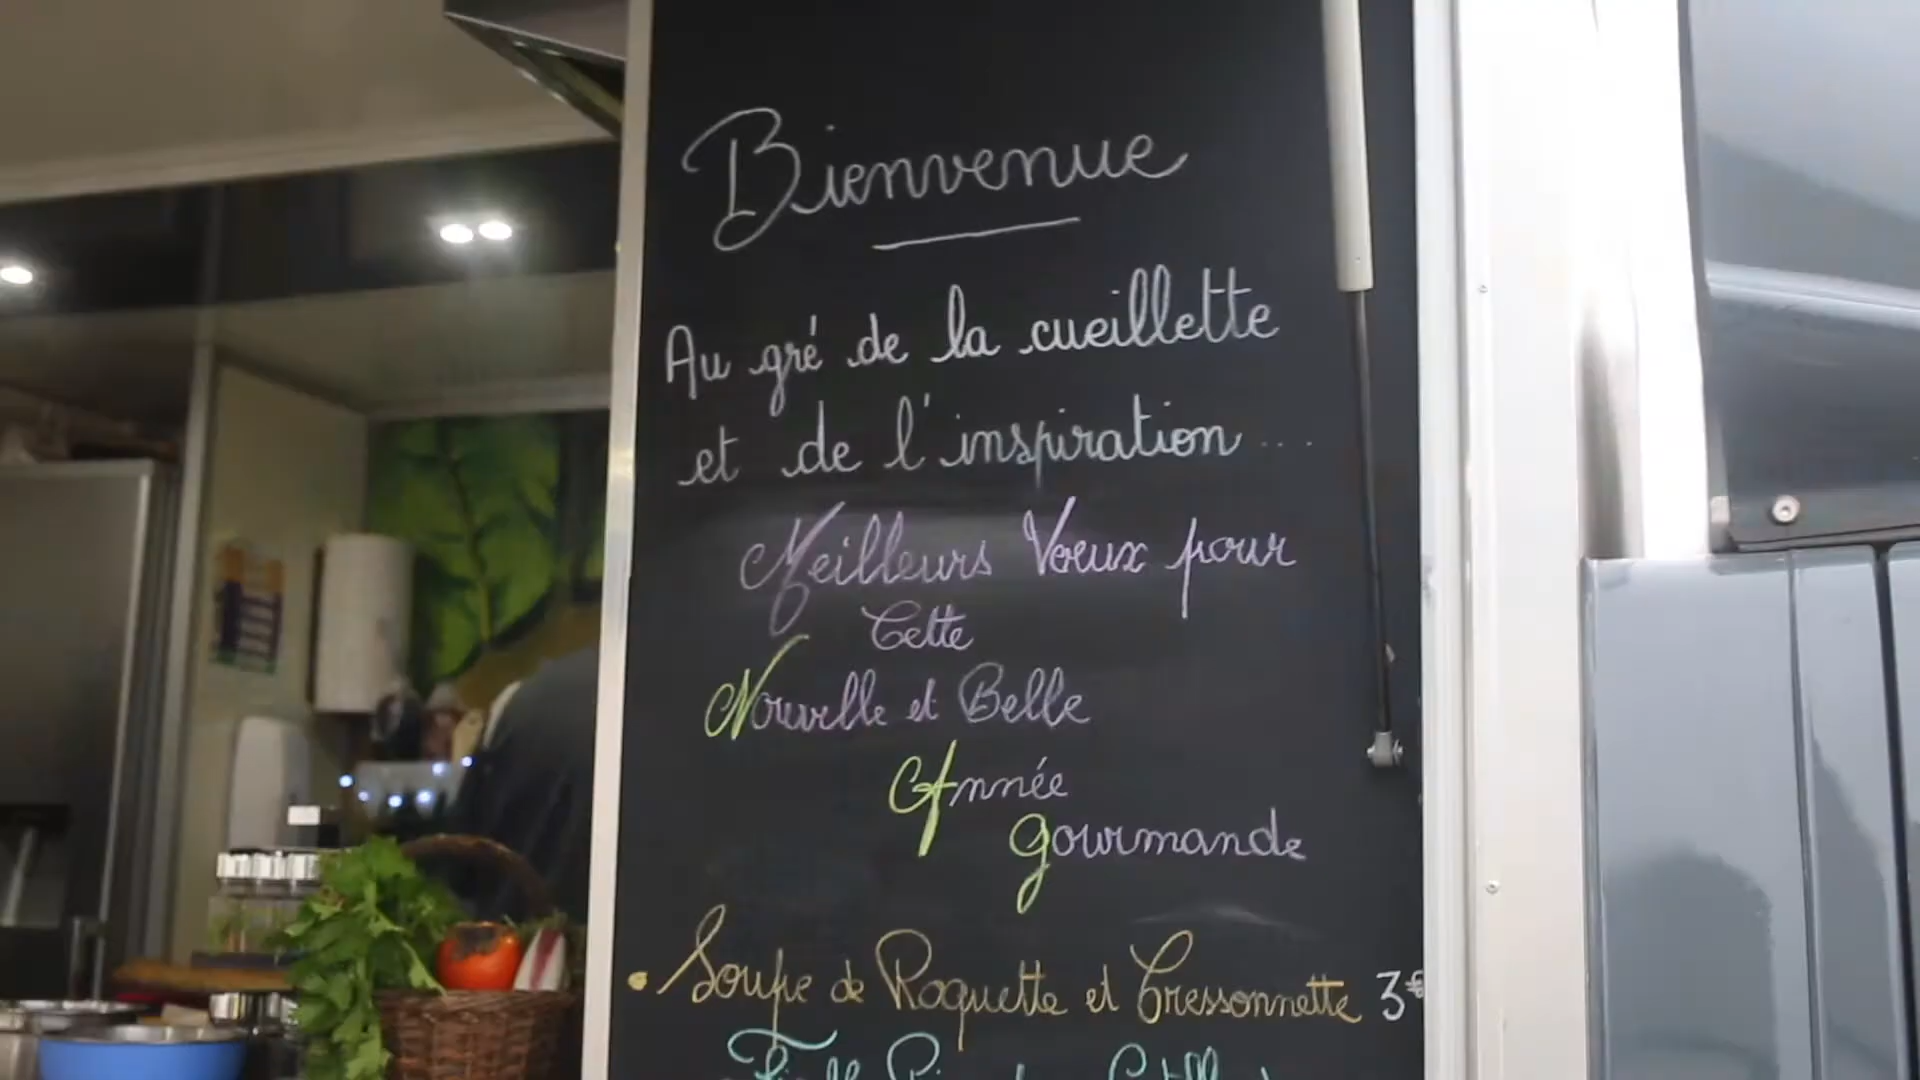 Bienvenue
Au gré de la cueillette
et de l'inspiration ...
Meilleurs Voeux pour
Cette
Nouvelle et Belle
Année
gourmande
• Soupe de Roquette et Cressonnette 3€